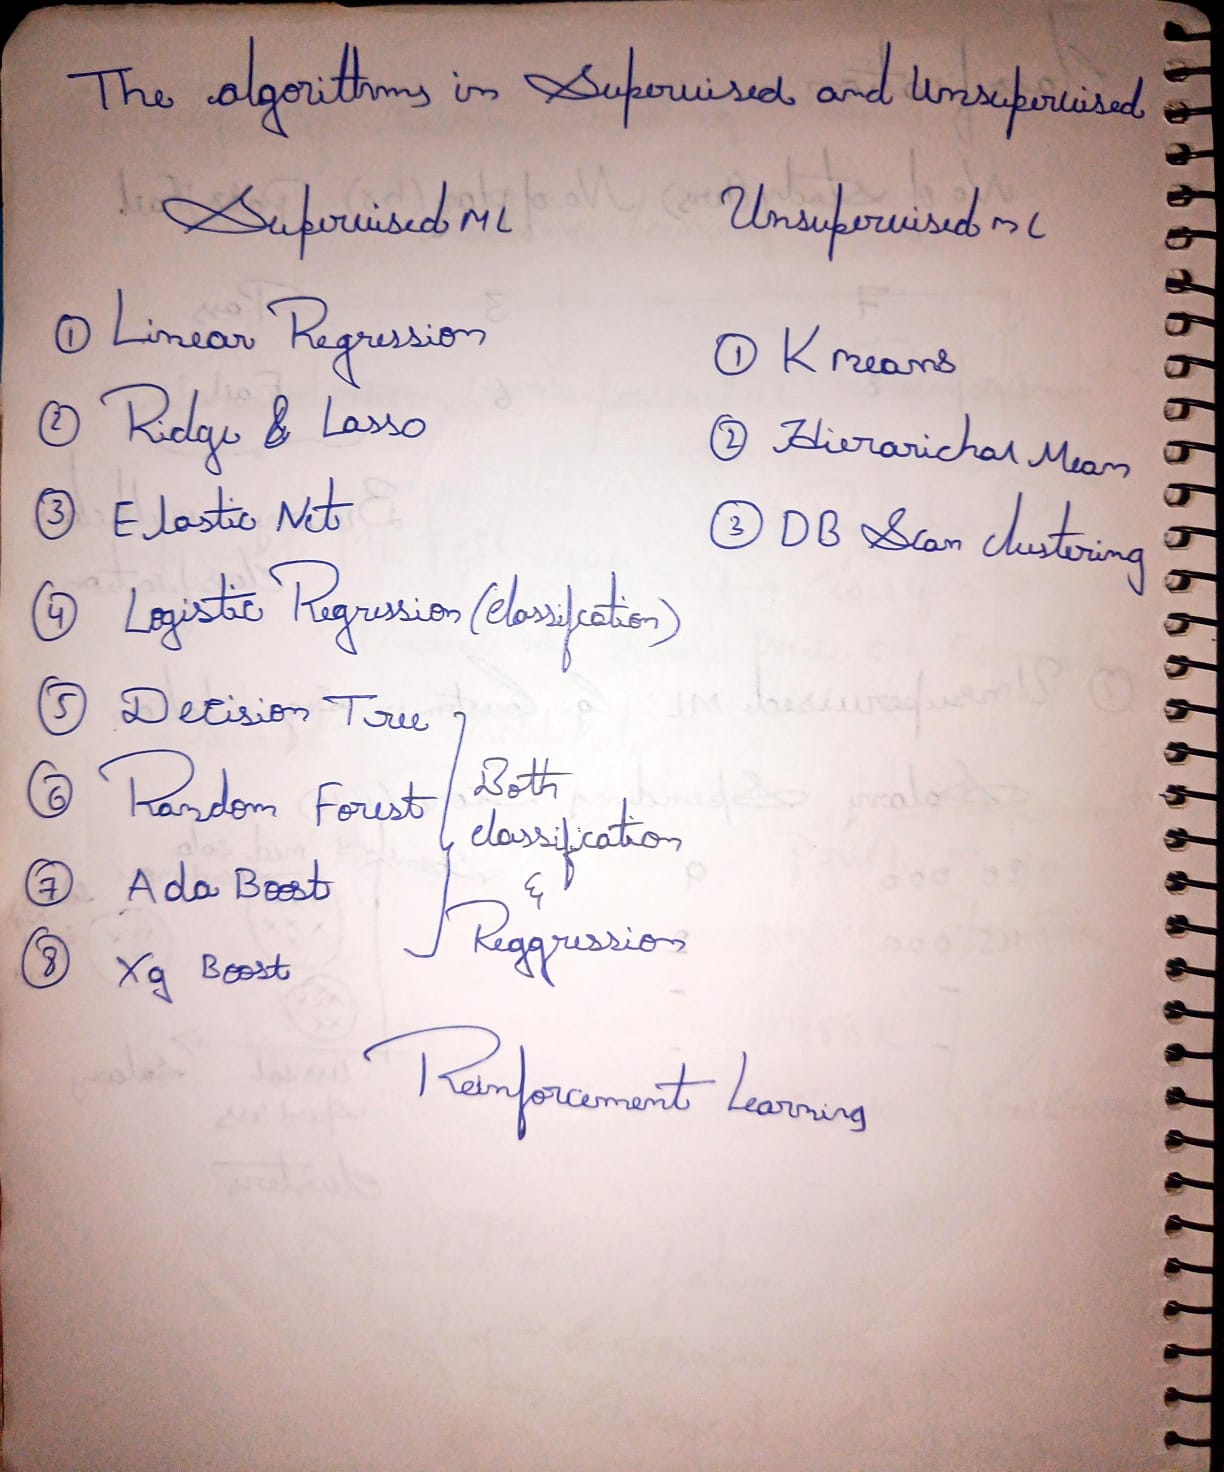 The algorithms in Supervised and Unsupervised
Supervised ML
① Linear Regression
② Ridge & Lasso
③ Elastic Net
④ Logistic Regression (Classification)
⑤ Decision Tree
⑥ Random Forest
⑦ Ada Boost
⑧ Xg Boost
Both
classification
&
Reggression
Unsupervised ML
① K means
② Hierarichal Mean
③ DB Scan clustering
Reinforcement Learning